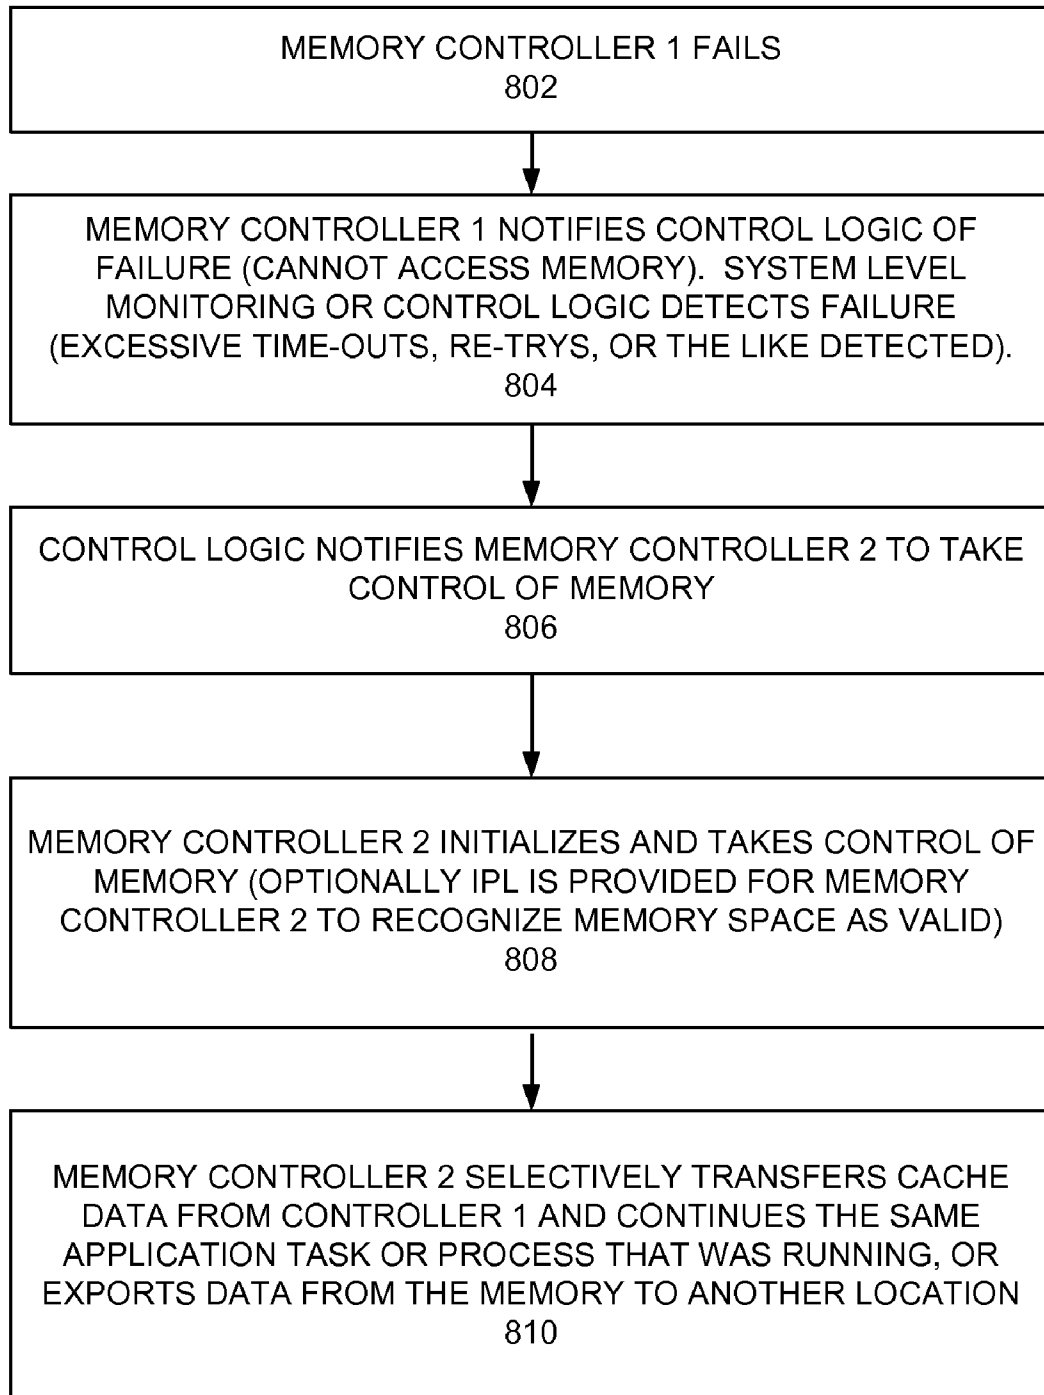 MEMORY CONTROLLER 1 FAILS
802
MEMORY CONTROLLER 1 NOTIFIES CONTROL LOGIC OF
FAILURE (CANNOT ACCESS MEMORY).  SYSTEM LEVEL
MONITORING OR CONTROL LOGIC DETECTS FAILURE
(EXCESSIVE TIME-OUTS, RE-TRYS, OR THE LIKE DETECTED).
804
CONTROL LOGIC NOTIFIES MEMORY CONTROLLER 2 TO TAKE
CONTROL OF MEMORY
806
MEMORY CONTROLLER 2 INITIALIZES AND TAKES CONTROL OF
MEMORY (OPTIONALLY IPL IS PROVIDED FOR MEMORY
CONTROLLER 2 TO RECOGNIZE MEMORY SPACE AS VALID)
808
MEMORY CONTROLLER 2 SELECTIVELY TRANSFERS CACHE
DATA FROM CONTROLLER 1 AND CONTINUES THE SAME
APPLICATION TASK OR PROCESS THAT WAS RUNNING, OR
EXPORTS DATA FROM THE MEMORY TO ANOTHER LOCATION
810